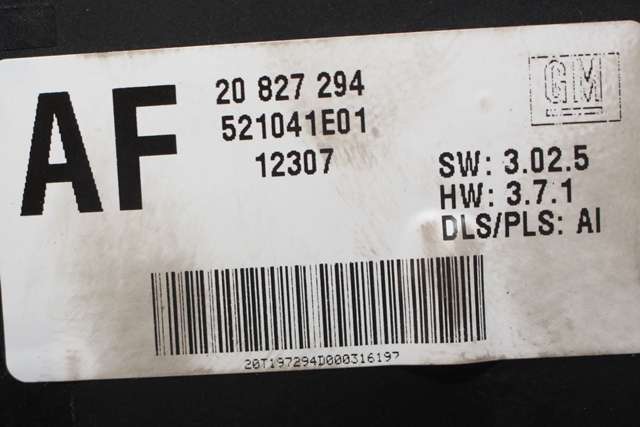 AF
20 827 294
521041E01
12307
GM
SW: 3.02.5
HW: 3.7.1
DLS/PLS: AI
20T197294D000316197